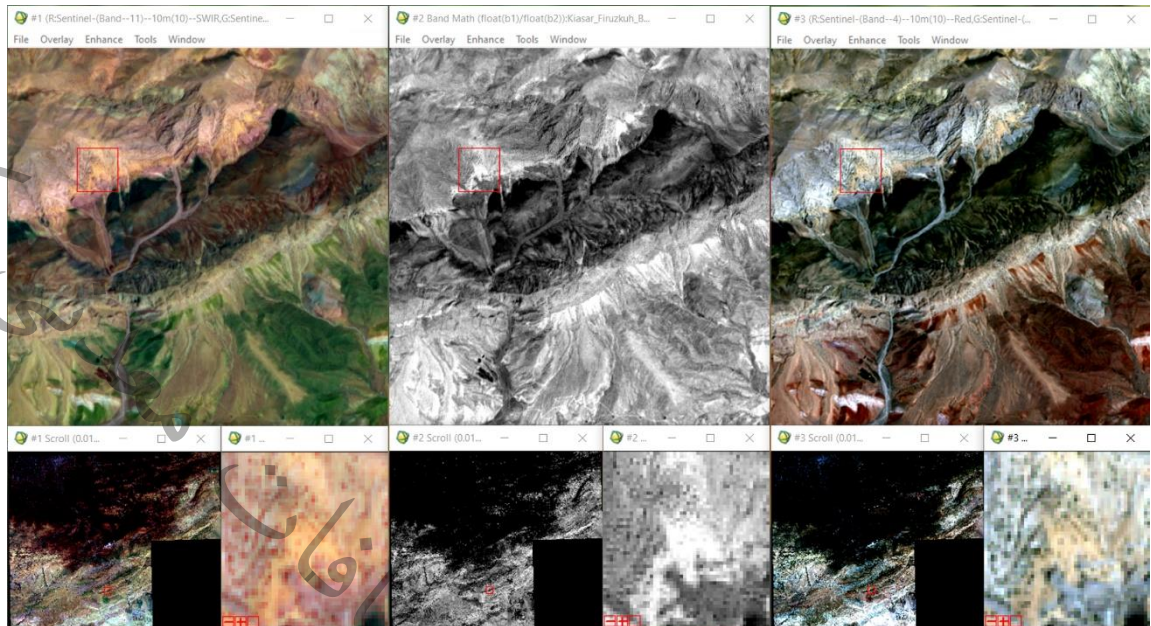 #1 (R:Sentinel-(Band--11)--10m(10)--SWIR,G:Sentine...
File Overlay Enhance Tools Window
#2 Band Math (float(b1)/float(b2)):Kiasar_Firuzkuh_B...
File Overlay Enhance Tools Window
#3 (R:Sentinel-(Band--4)--10m(10)--Red,G:Sentinel-(...
File Overlay Enhance Tools Window
#1 Scroll (0.01...
#1 ...
#2 Scroll (0.01...
#2 ...
#3 Scroll (0.01...
#3 ...